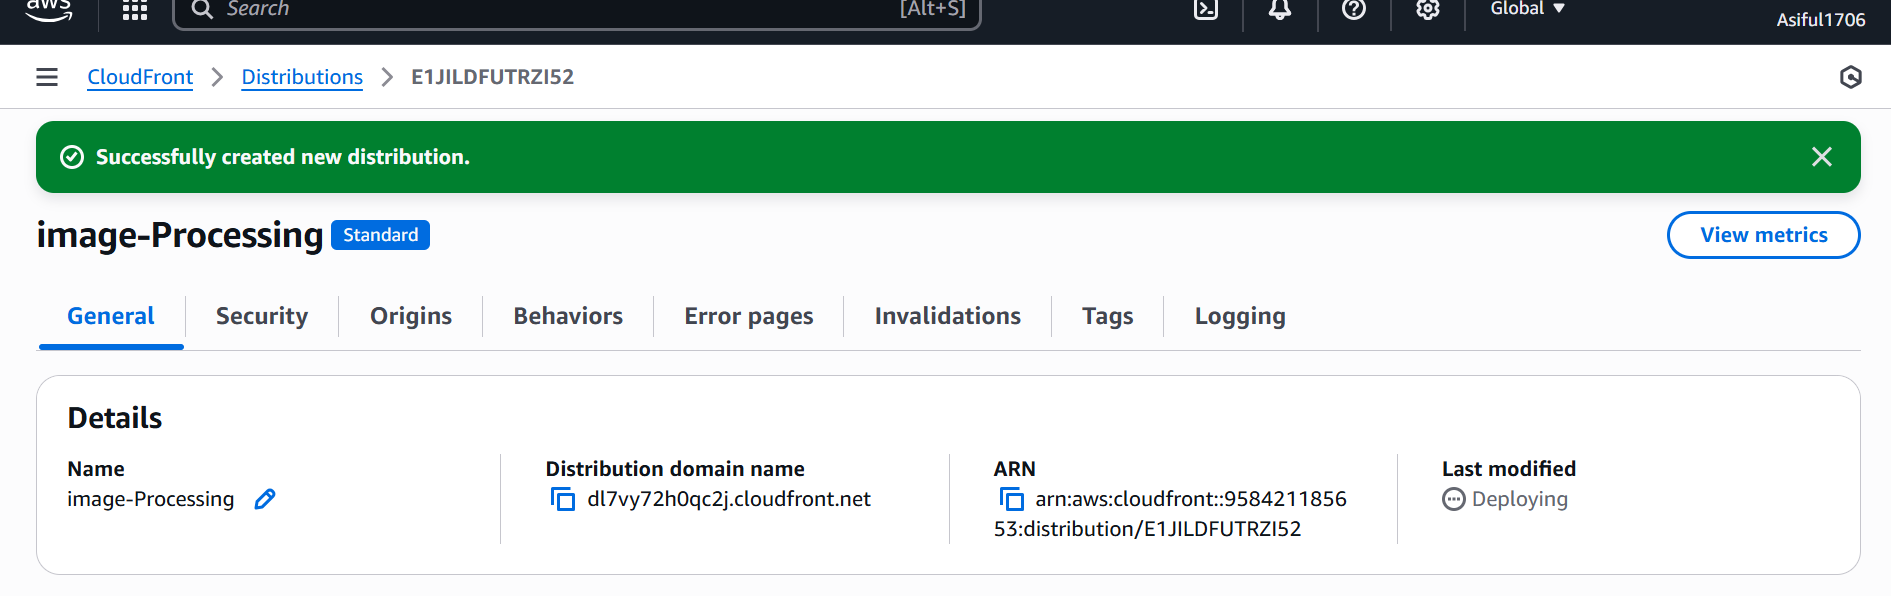 aws
Search [Alt+S] Global Asiful1706
CloudFront Distributions E1JILDFUTRZI52
Successfully created new distribution.
image-Processing Standard View metrics
General Security Origins Behaviors Error pages Invalidations Tags Logging
Details
Name Distribution domain name ARN Last modified
image-Processing dl7vy72h0qc2j.cloudfront.net arn:aws:cloudfront::9584211856 Deploying
53:distribution/E1JILDFUTRZI52